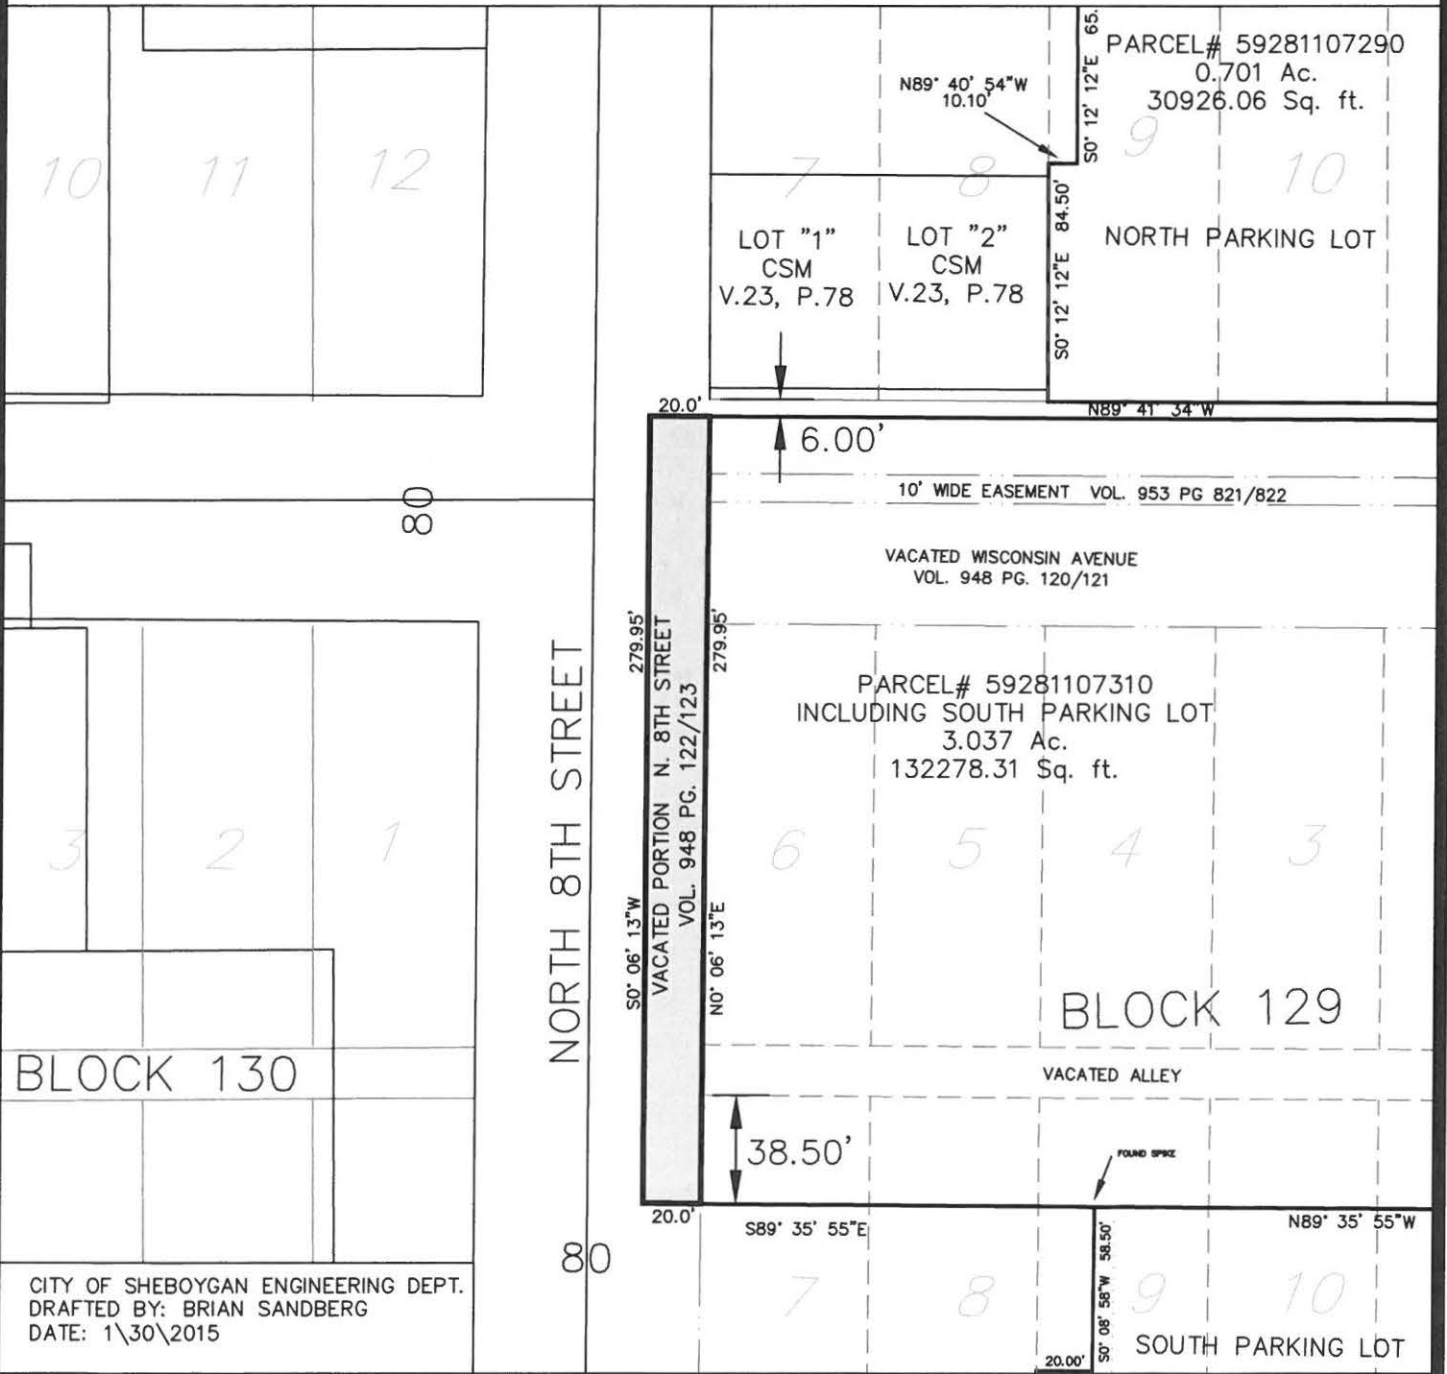 PARCEL# 59281107290
0.701 Ac.
30926.06 Sq. ft.
S0° 12' 12"E 65.
N89° 40' 54"W
10.10'
10
11
12
7
8
9
10
S0° 12' 12"E 84.50'
NORTH PARKING LOT
LOT "1"
CSM
V.23, P.78
LOT "2"
CSM
V.23, P.78
20.0'
N89° 41' 34"W
6.00'
80
10' WIDE EASEMENT VOL. 953 PG 821/822
VACATED WISCONSIN AVENUE
VOL. 948 PG. 120/121
279.95'
279.95'
VACATED PORTION N. 8TH STREET
VOL. 948 PG. 122/123
NORTH 8TH STREET
PARCEL# 59281107310
INCLUDING SOUTH PARKING LOT
3.037 Ac.
132278.31 Sq. ft.
3
2
1
6
5
4
3
S0° 06' 13"W
N0° 06' 13"E
BLOCK 129
BLOCK 130
VACATED ALLEY
38.50'
FOUND SPIKE
20.0'
S89° 35' 55"E
N89° 35' 55"W
80
S0° 08' 58"W 58.50'
7
8
9
10
CITY OF SHEBOYGAN ENGINEERING DEPT.
DRAFTED BY: BRIAN SANDBERG
DATE: 1\30\2015
SOUTH PARKING LOT
20.00'